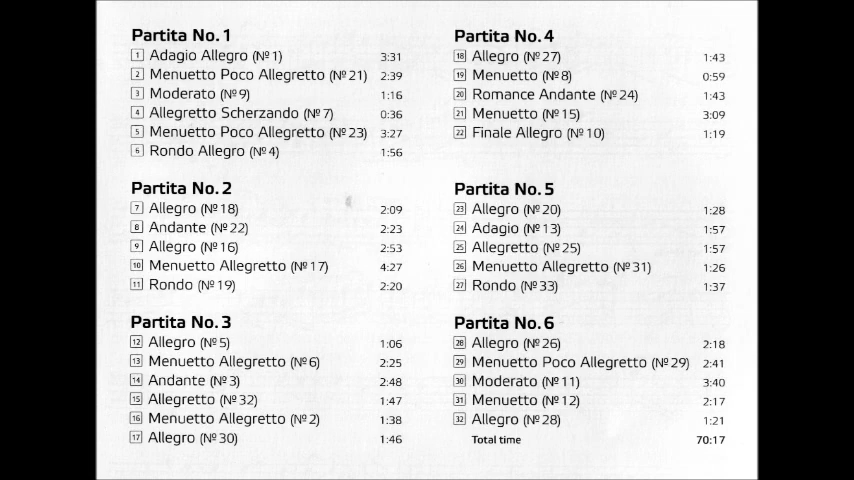 Partita No. 1
1 Adagio Allegro (№ 1) 3:31
2 Menuetto Poco Allegretto (№ 21) 2:39
3 Moderato (№ 9) 1:16
4 Allegretto Scherzando (№ 7) 0:36
5 Menuetto Poco Allegretto (№ 23) 3:27
6 Rondo Allegro (№ 4) 1:56
Partita No. 2
7 Allegro (№ 18) 2:09
8 Andante (№ 22) 2:23
9 Allegro (№ 16) 2:53
10 Menuetto Allegretto (№ 17) 4:27
11 Rondo (№ 19) 2:20
Partita No. 3
12 Allegro (№ 5) 1:06
13 Menuetto Allegretto (№ 6) 2:25
14 Andante (№ 3) 2:48
15 Allegretto (№ 32) 1:47
16 Menuetto Allegretto (№ 2) 1:38
17 Allegro (№ 30) 1:46
Partita No. 4
18 Allegro (№ 27) 1:43
19 Menuetto (№ 8) 0:59
20 Romance Andante (№ 24) 1:43
21 Menuetto (№ 15) 3:09
22 Finale Allegro (№ 10) 1:19
Partita No. 5
23 Allegro (№ 20) 1:28
24 Adagio (№ 13) 1:57
25 Allegretto (№ 25) 1:57
26 Menuetto Allegretto (№ 31) 1:26
27 Rondo (№ 33) 1:37
Partita No. 6
28 Allegro (№ 26) 2:18
29 Menuetto Poco Allegretto (№ 29) 2:41
30 Moderato (№ 11) 3:40
31 Menuetto (№ 12) 2:17
32 Allegro (№ 28) 1:21
Total time 70:17